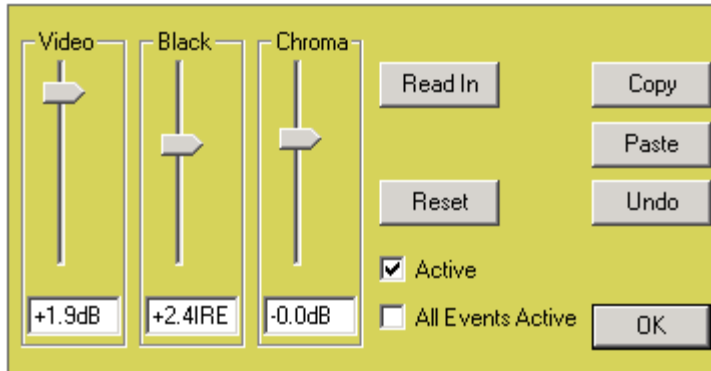 Video
Black
Chroma
Read In
Copy
Paste
Reset
Undo
Active
+1.9dB
+2.4IRE
-0.0dB
All Events Active
OK